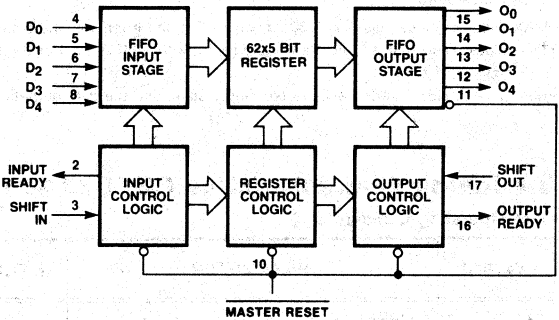 D0
4
D1
5
D2
6
D3
7
D4
8
FIFO
INPUT
STAGE
62x5 BIT
REGISTER
FIFO
OUTPUT
STAGE
O0
15
O1
14
O2
13
O3
12
O4
11
INPUT
READY
2
SHIFT
IN
3
INPUT
CONTROL
LOGIC
REGISTER
CONTROL
LOGIC
OUTPUT
CONTROL
LOGIC
17
SHIFT
OUT
16
OUTPUT
READY
10
MASTER RESET